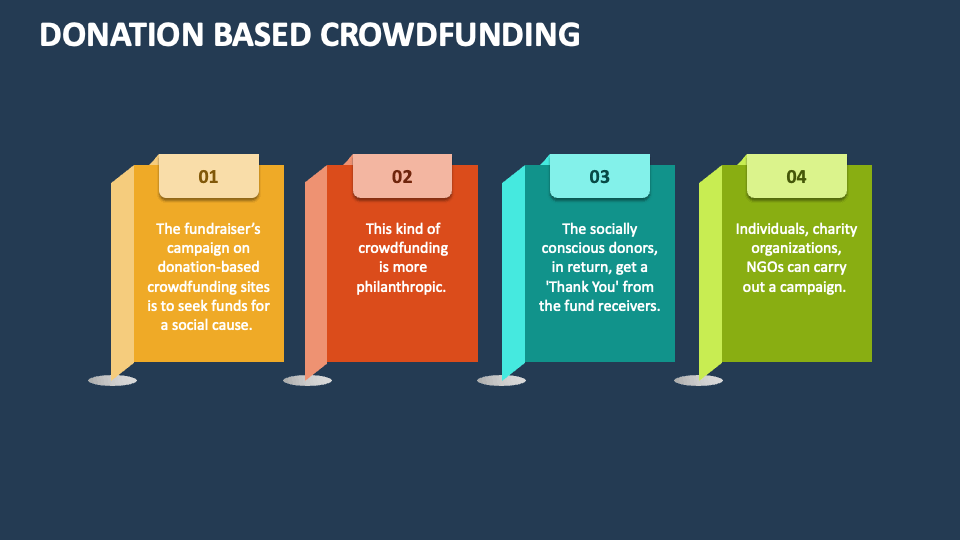 DONATION BASED CROWDFUNDING
01
The fundraiser’s
campaign on
donation-based
crowdfunding sites
is to seek funds for
a social cause.
02
This kind of
crowdfunding
is more
philanthropic.
03
The socially
conscious donors,
in return, get a
'Thank You' from
the fund receivers.
04
Individuals, charity
organizations,
NGOs can carry
out a campaign.